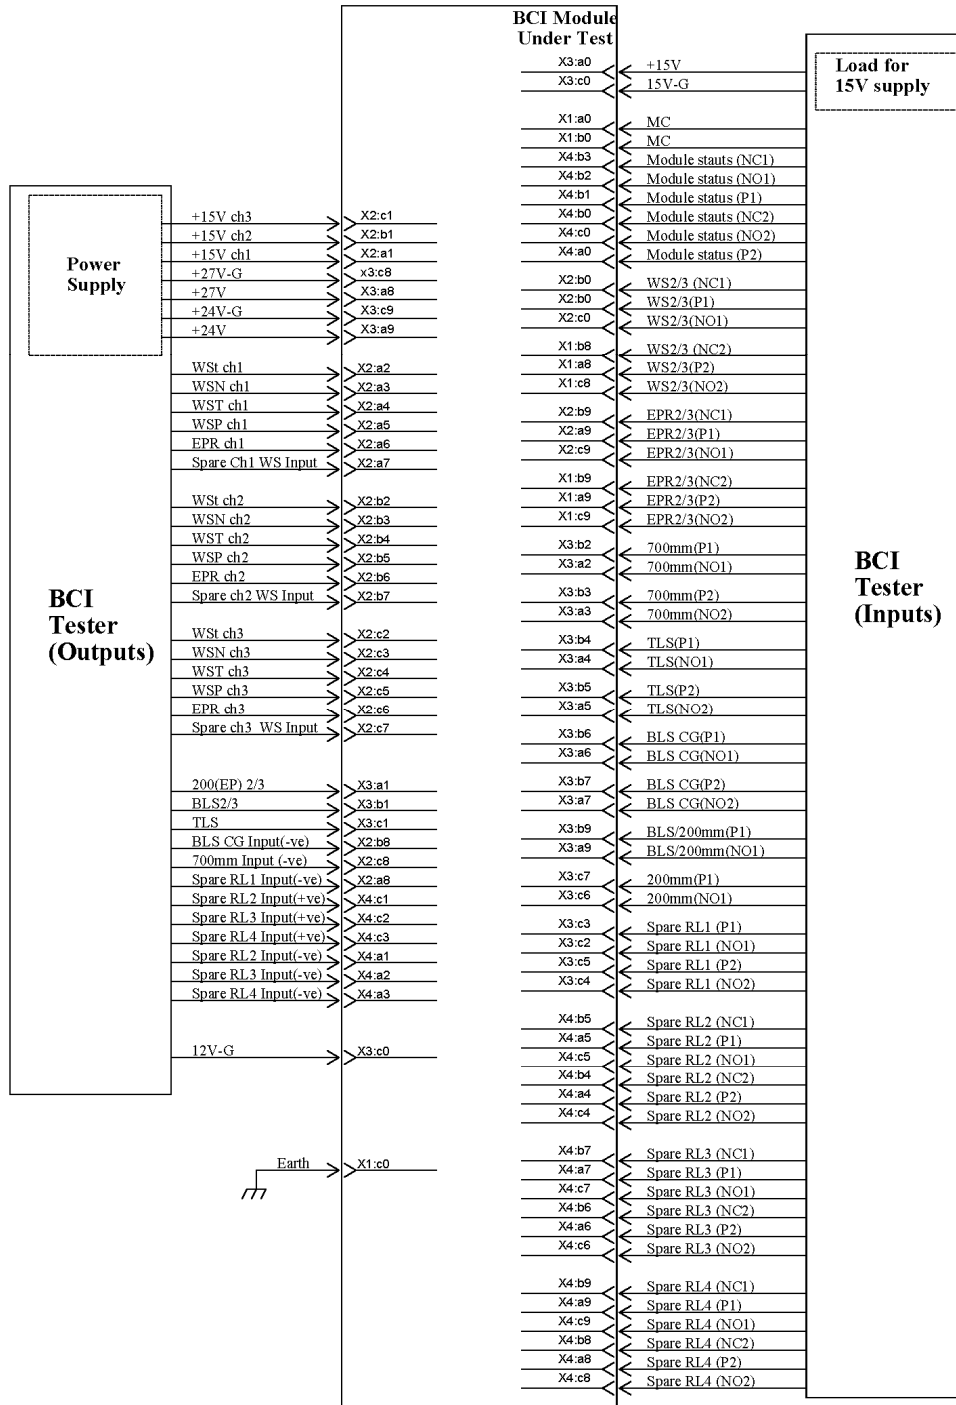 BCI Module
Under Test
X3:a0 +15V
X3:c0 15V-G
Load for
15V supply
X1:a0 MC
X1:b0 MC
X4:b3 Module stauts (NC1)
X4:b2 Module status (NO1)
X4:b1 Module status (P1)
X4:b0 Module stauts (NC2)
X4:c0 Module status (NO2)
X4:a0 Module status (P2)
X2:b0 WS2/3 (NC1)
X2:b0 WS2/3(P1)
X2:c0 WS2/3(NO1)
X1:b8 WS2/3 (NC2)
X1:a8 WS2/3(P2)
X1:c8 WS2/3(NO2)
X2:b9 EPR2/3(NC1)
X2:a9 EPR2/3(P1)
X2:c9 EPR2/3(NO1)
X1:b9 EPR2/3(NC2)
X1:a9 EPR2/3(P2)
X1:c9 EPR2/3(NO2)
X3:b2 700mm(P1)
X3:a2 700mm(NO1)
X3:b3 700mm(P2)
X3:a3 700mm(NO2)
X3:b4 TLS(P1)
X3:a4 TLS(NO1)
X3:b5 TLS(P2)
X3:a5 TLS(NO2)
X3:b6 BLS CG(P1)
X3:a6 BLS CG(NO1)
X3:b7 BLS CG(P2)
X3:a7 BLS CG(NO2)
X3:b9 BLS/200mm(P1)
X3:a9 BLS/200mm(NO1)
X3:c7 200mm(P1)
X3:c6 200mm(NO1)
X3:c3 Spare RL1 (P1)
X3:c2 Spare RL1 (NO1)
X3:c5 Spare RL1 (P2)
X3:c4 Spare RL1 (NO2)
X4:b5 Spare RL2 (NC1)
X4:a5 Spare RL2 (P1)
X4:c5 Spare RL2 (NO1)
X4:b4 Spare RL2 (NC2)
X4:a4 Spare RL2 (P2)
X4:c4 Spare RL2 (NO2)
X4:b7 Spare RL3 (NC1)
X4:a7 Spare RL3 (P1)
X4:c7 Spare RL3 (NO1)
X4:b6 Spare RL3 (NC2)
X4:a6 Spare RL3 (P2)
X4:c6 Spare RL3 (NO2)
X4:b9 Spare RL4 (NC1)
X4:a9 Spare RL4 (P1)
X4:c9 Spare RL4 (NO1)
X4:b8 Spare RL4 (NC2)
X4:a8 Spare RL4 (P2)
X4:c8 Spare RL4 (NO2)
BCI
Tester
(Inputs)
Power
Supply
+15V ch3 X2:c1
+15V ch2 X2:b1
+15V ch1 X2:a1
+27V-G x3:c8
+27V X3:a8
+24V-G X3:c9
+24V X3:a9
WSt ch1 X2:a2
WSN ch1 X2:a3
WST ch1 X2:a4
WSP ch1 X2:a5
EPR ch1 X2:a6
Spare Ch1 WS Input X2:a7
WSt ch2 X2:b2
WSN ch2 X2:b3
WST ch2 X2:b4
WSP ch2 X2:b5
EPR ch2 X2:b6
Spare ch2 WS Input X2:b7
BCI
Tester
(Outputs)
WSt ch3 X2:c2
WSN ch3 X2:c3
WST ch3 X2:c4
WSP ch3 X2:c5
EPR ch3 X2:c6
Spare ch3 WS Input X2:c7
200(EP) 2/3 X3:a1
BLS2/3 X3:b1
TLS X3:c1
BLS CG Input(-ve) X2:b8
700mm Input (-ve) X2:c8
Spare RL1 Input(-ve) X2:a8
Spare RL2 Input(+ve) X4:c1
Spare RL3 Input(+ve) X4:c2
Spare RL4 Input(+ve) X4:c3
Spare RL2 Input(-ve) X4:a1
Spare RL3 Input(-ve) X4:a2
Spare RL4 Input(-ve) X4:a3
12V-G X3:c0
Earth X1:c0